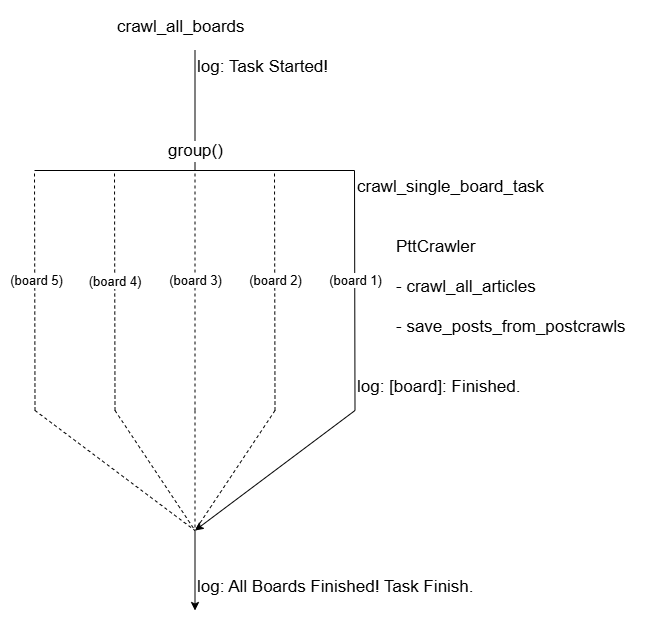 crawl_all_boards
log: Task Started!
group()
crawl_single_board_task
PttCrawler
(board 5) (board 4) (board 3) (board 2) (board 1)
- crawl_all_articles
- save_posts_from_postcrawls
log: [board]: Finished.
log: All Boards Finished! Task Finish.